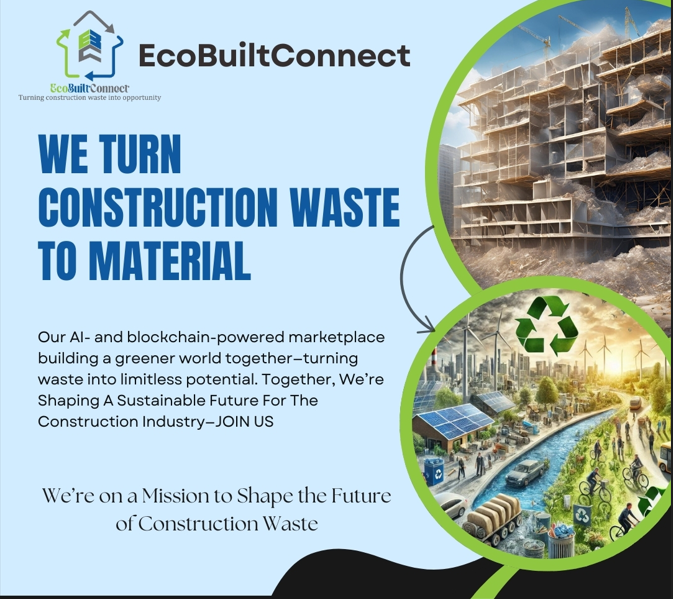 EcoBuiltConnect
EcoBuiltConnect
Turning construction waste into opportunity
WE TURN
CONSTRUCTION WASTE
TO MATERIAL
Our AI- and blockchain-powered marketplace
building a greener world together–turning
waste into limitless potential. Together, We're
Shaping A Sustainable Future For The
Construction Industry–JOIN US
We're on a Mission to Shape the Future
of Construction Waste